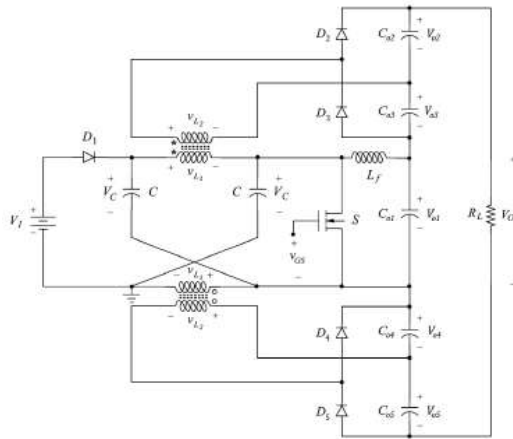 D2
Co2
+
Vo2
−
vL2
+
−
D3
Co3
+
Vo3
−
D1
*
*
+
−
vL1
Lf
VI
+
−
+
VC
−
C
C
+
VC
−
S
+
vGS
−
Co1
+
Vo1
−
RL
+
VO
−
vL1
−
+
−
+
vL2
D4
Co4
+
Vo4
−
D5
Co5
+
Vo5
−